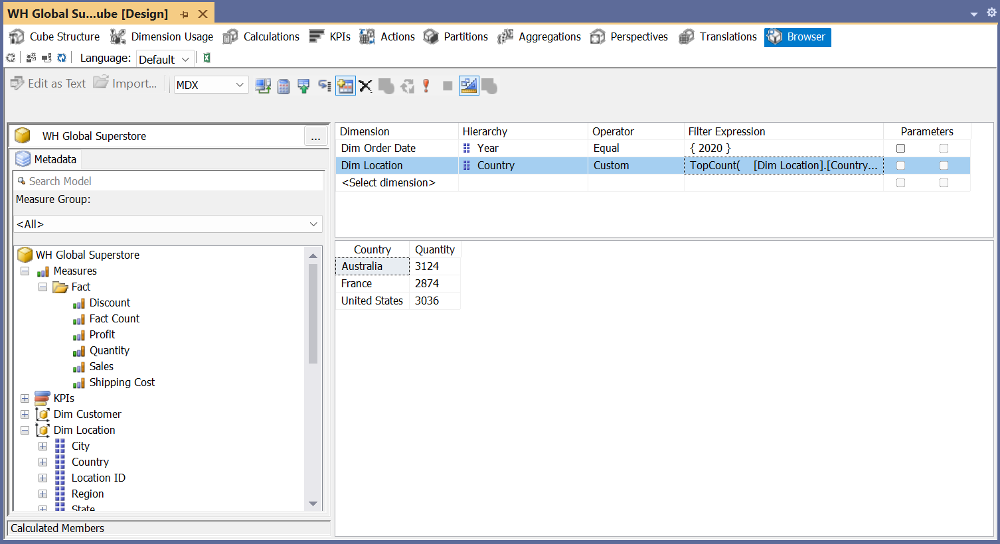 WH Global Su...ube [Design]
Cube Structure Dimension Usage Calculations KPIs Actions Partitions Aggregations Perspectives Translations Browser
Language: Default
Edit as Text Import... MDX
WH Global Superstore ...
Metadata
Search Model
Measure Group:
<All>
WH Global Superstore
Measures
Fact
Discount
Fact Count
Profit
Quantity
Sales
Shipping Cost
KPIs
Dim Customer
Dim Location
City
Country
Location ID
Region
State
Calculated Members
Dimension Hierarchy Operator Filter Expression Parameters
Dim Order Date Year Equal { 2020 }
Dim Location Country Custom TopCount( [Dim Location].[Country...
<Select dimension>
Country Quantity
Australia 3124
France 2874
United States 3036